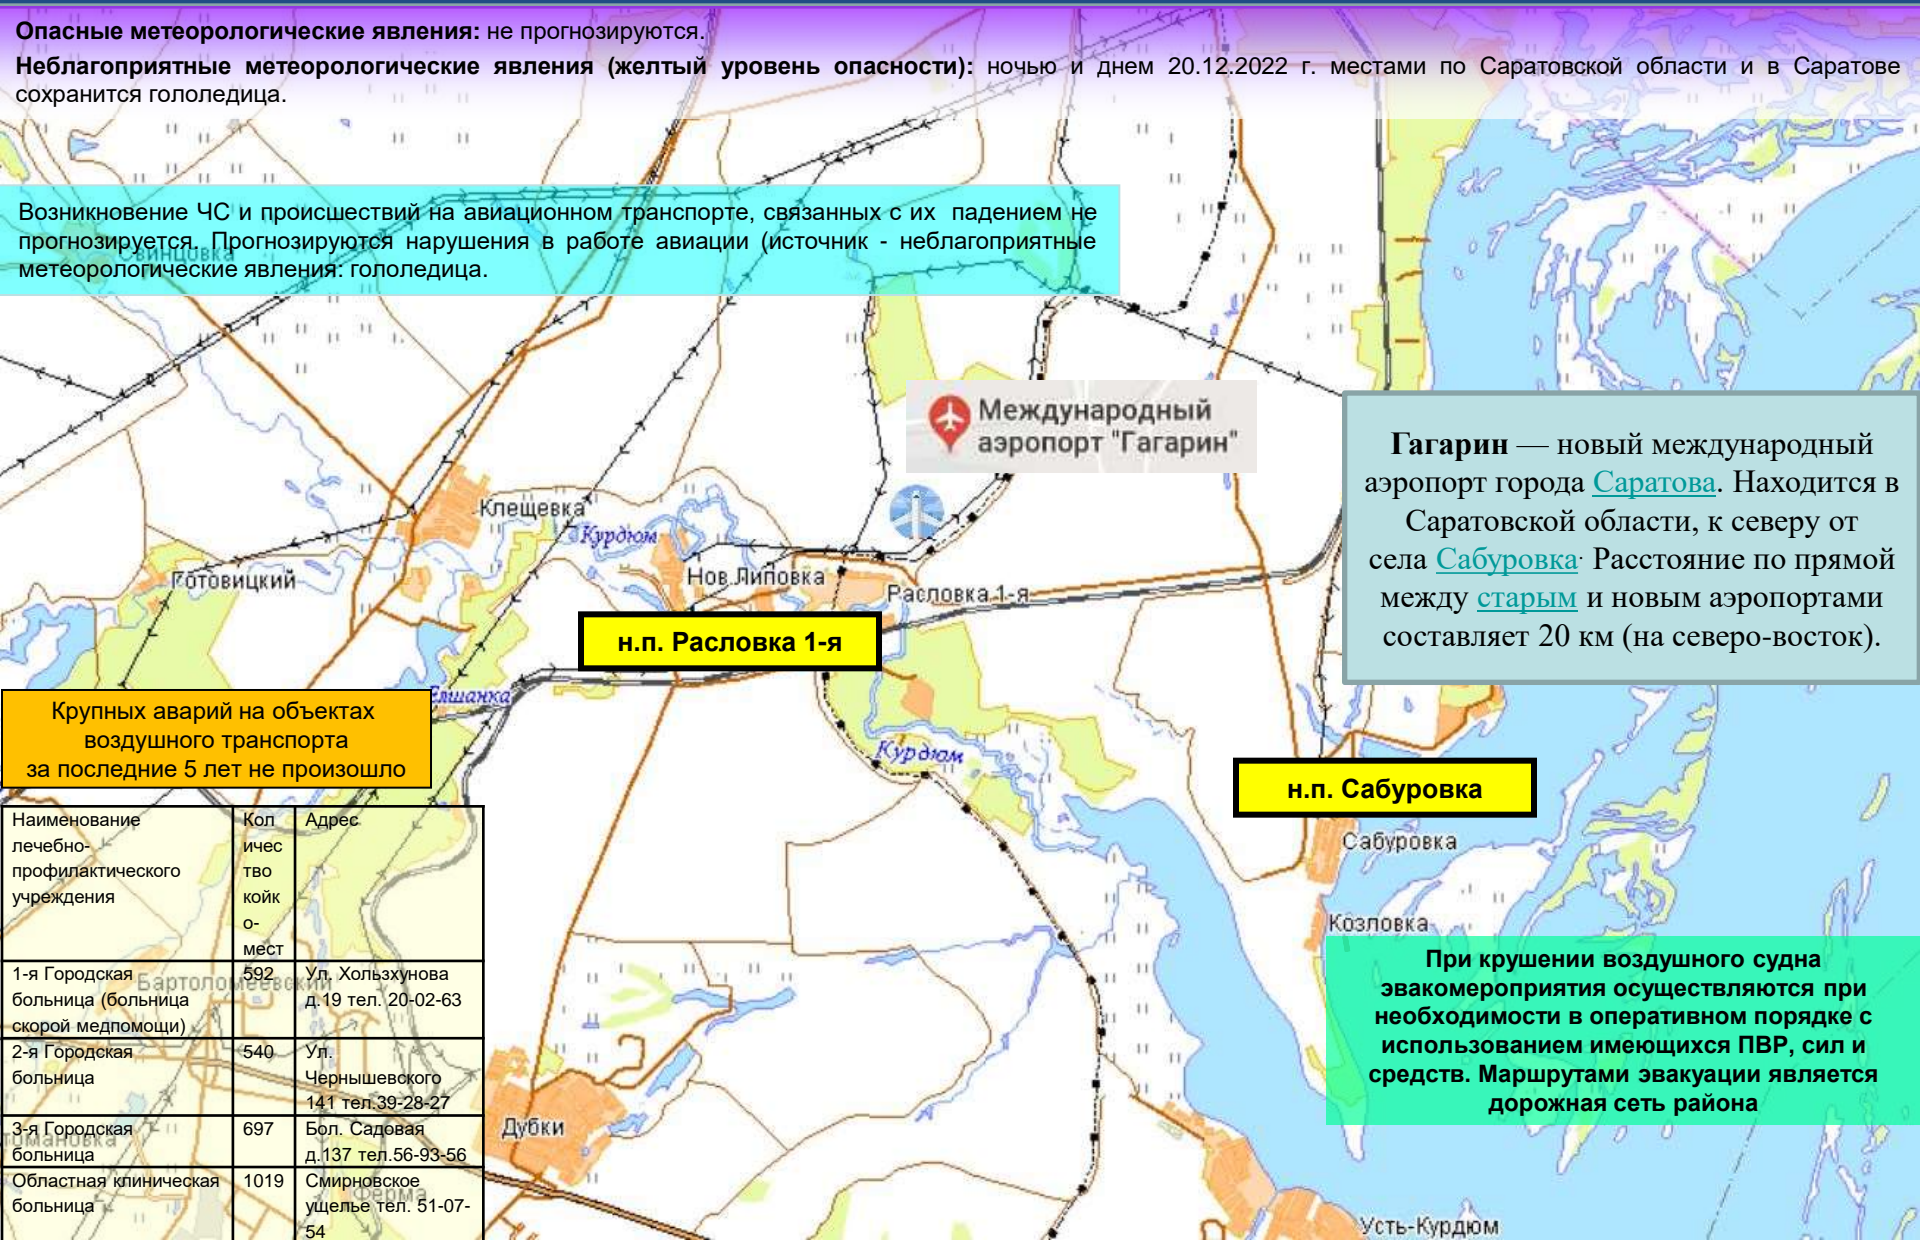 Опасные метеорологические явления: не прогнозируются.
Неблагоприятные метеорологические явления (желтый уровень опасности): ночью и днем 20.12.2022 г. местами по Саратовской области и в Саратове
сохранится гололедица.
Возникновение ЧС и происшествий на авиационном транспорте, связанных с их падением не
прогнозируется. Прогнозируются нарушения в работе авиации (источник - неблагоприятные
метеорологические явления: гололедица.
Свинцовка
Международный
аэропорт "Гагарин"
Гагарин — новый международный
аэропорт города Саратова. Находится в
Саратовской области, к северу от
села Сабуровка. Расстояние по прямой
между старым и новым аэропортами
составляет 20 км (на северо-восток).
Клещевка
Курдюм
Готовицкий
Нов.Липовка
Расловка 1-я
н.п. Расловка 1-я
Елшанка
Крупных аварий на объектах
воздушного транспорта
за последние 5 лет не произошло
Курдюм
н.п. Сабуровка
Сабуровка
Козловка
Наименование
лечебно-
профилактического
учреждения
Кол
ичес
тво
койк
о-
мест
Адрес
1-я Городская
больница (больница
скорой медпомощи)
592
Ул. Хользхунова
д.19 тел. 20-02-63
Бартоломеевский
2-я Городская
больница
540
Ул.
Чернышевского
141 тел.39-28-27
3-я Городская
больница
697
Бол. Садовая
д.137 тел.56-93-56
Областная клиническая
больница
1019
Смирновское
ущелье тел. 51-07-
54
Ферма
Дубки
При крушении воздушного судна
эвакомероприятия осуществляются при
необходимости в оперативном порядке с
использованием имеющихся ПВР, сил и
средств. Маршрутами эвакуации является
дорожная сеть района
Усть-Курдюм